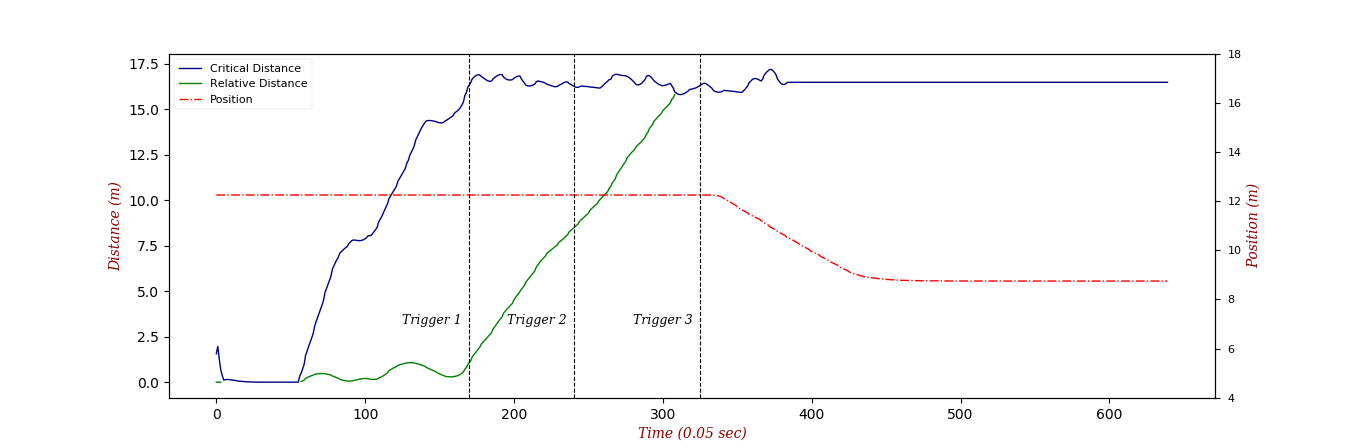 Critical Distance
Relative Distance
Position
17.5
15.0
12.5
10.0
7.5
5.0
2.5
0.0
Distance (m)
Trigger 1
Trigger 2
Trigger 3
18
16
14
12
10
8
6
4
Position (m)
0
100
200
300
400
500
600
Time (0.05 sec)